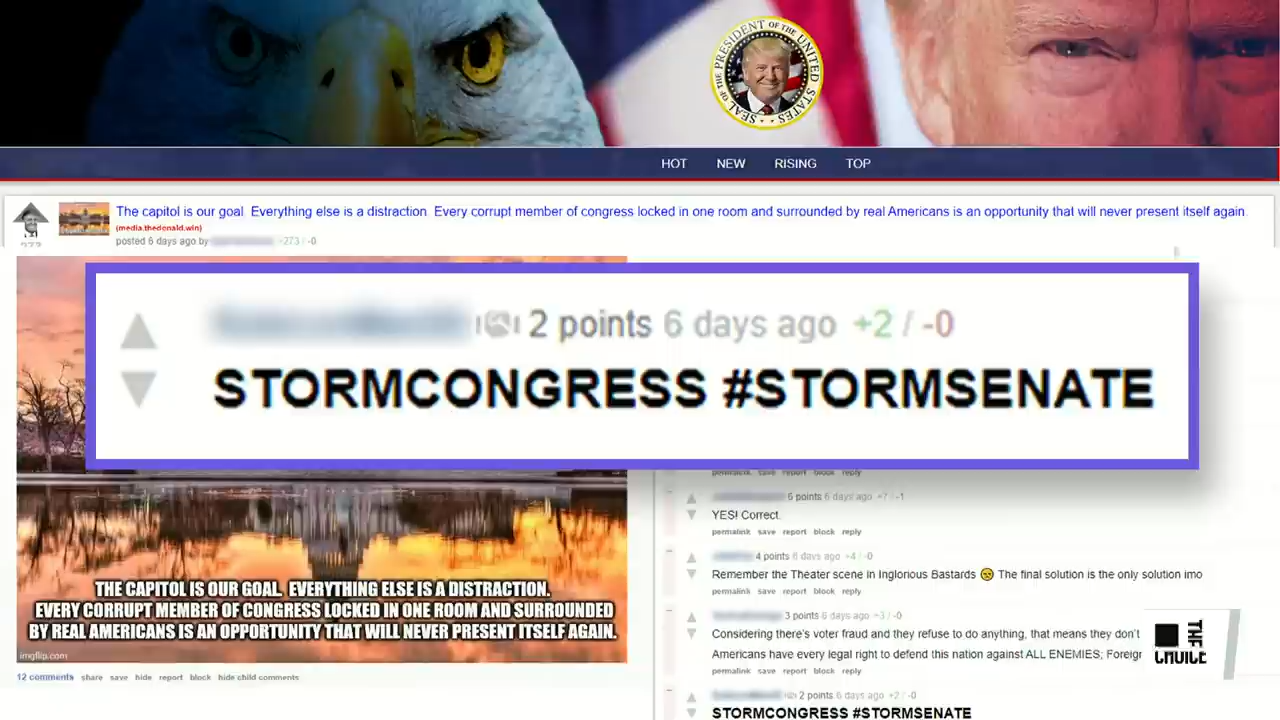 SEAL OF THE PRESIDENT OF THE UNITED STATES
HOT NEW RISING TOP
The capitol is our goal. Everything else is a distraction. Every corrupt member of congress locked in one room and surrounded by real Americans is an opportunity that will never present itself again.
(media.thedonald.win)
posted 6 days ago by +273 / -0
2 points 6 days ago +2 / -0
STORMCONGRESS #STORMSENATE
THE CAPITOL IS OUR GOAL. EVERYTHING ELSE IS A DISTRACTION.
EVERY CORRUPT MEMBER OF CONGRESS LOCKED IN ONE ROOM AND SURROUNDED
BY REAL AMERICANS IS AN OPPORTUNITY THAT WILL NEVER PRESENT ITSELF AGAIN.
imgflip.com
12 comments share save hide report block hide child comments
permalink save report block reply
6 points 6 days ago +7 / -1
YES! Correct.
permalink save report block reply
4 points 6 days ago +4 / -0
Remember the Theater scene in Inglorious Bastards 😒 The final solution is the only solution imo
permalink save report block reply
3 points 6 days ago +3 / -0
Considering there's voter fraud and they refuse to do anything, that means they don't
Americans have every legal right to defend this nation against ALL ENEMIES; Foreign
permalink save report block reply
2 points 6 days ago +2 / -0
STORMCONGRESS #STORMSENATE
THE
CHOICE